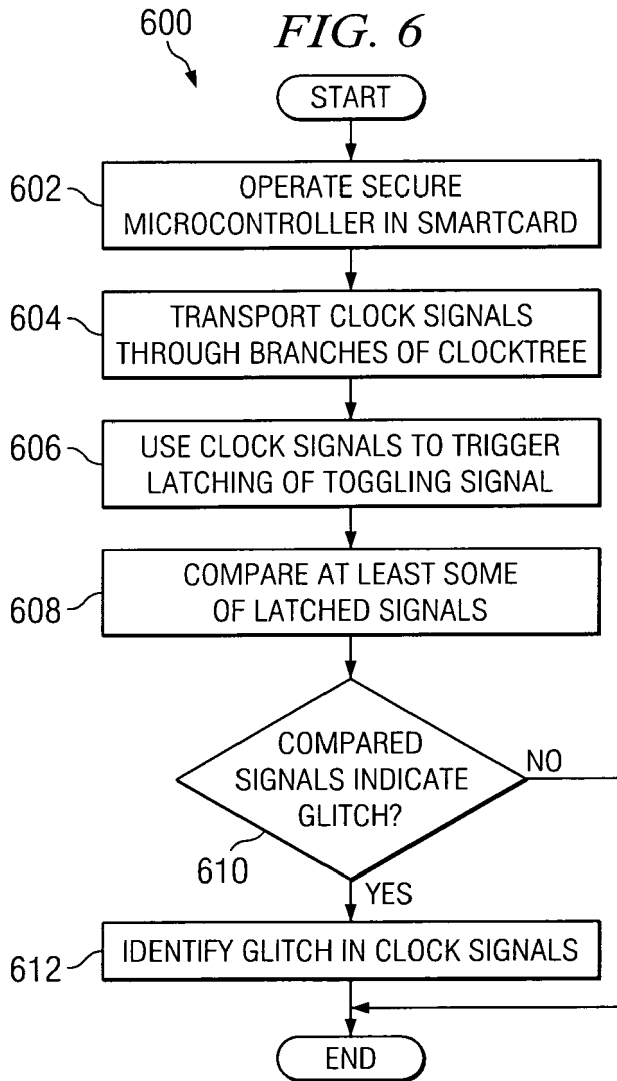 600
FIG. 6
START
602
OPERATE SECURE
MICROCONTROLLER IN SMARTCARD
604
TRANSPORT CLOCK SIGNALS
THROUGH BRANCHES OF CLOCKTREE
606
USE CLOCK SIGNALS TO TRIGGER
LATCHING OF TOGGLING SIGNAL
608
COMPARE AT LEAST SOME
OF LATCHED SIGNALS
COMPARED
SIGNALS INDICATE
GLITCH?
NO
610
YES
612
IDENTIFY GLITCH IN CLOCK SIGNALS
END